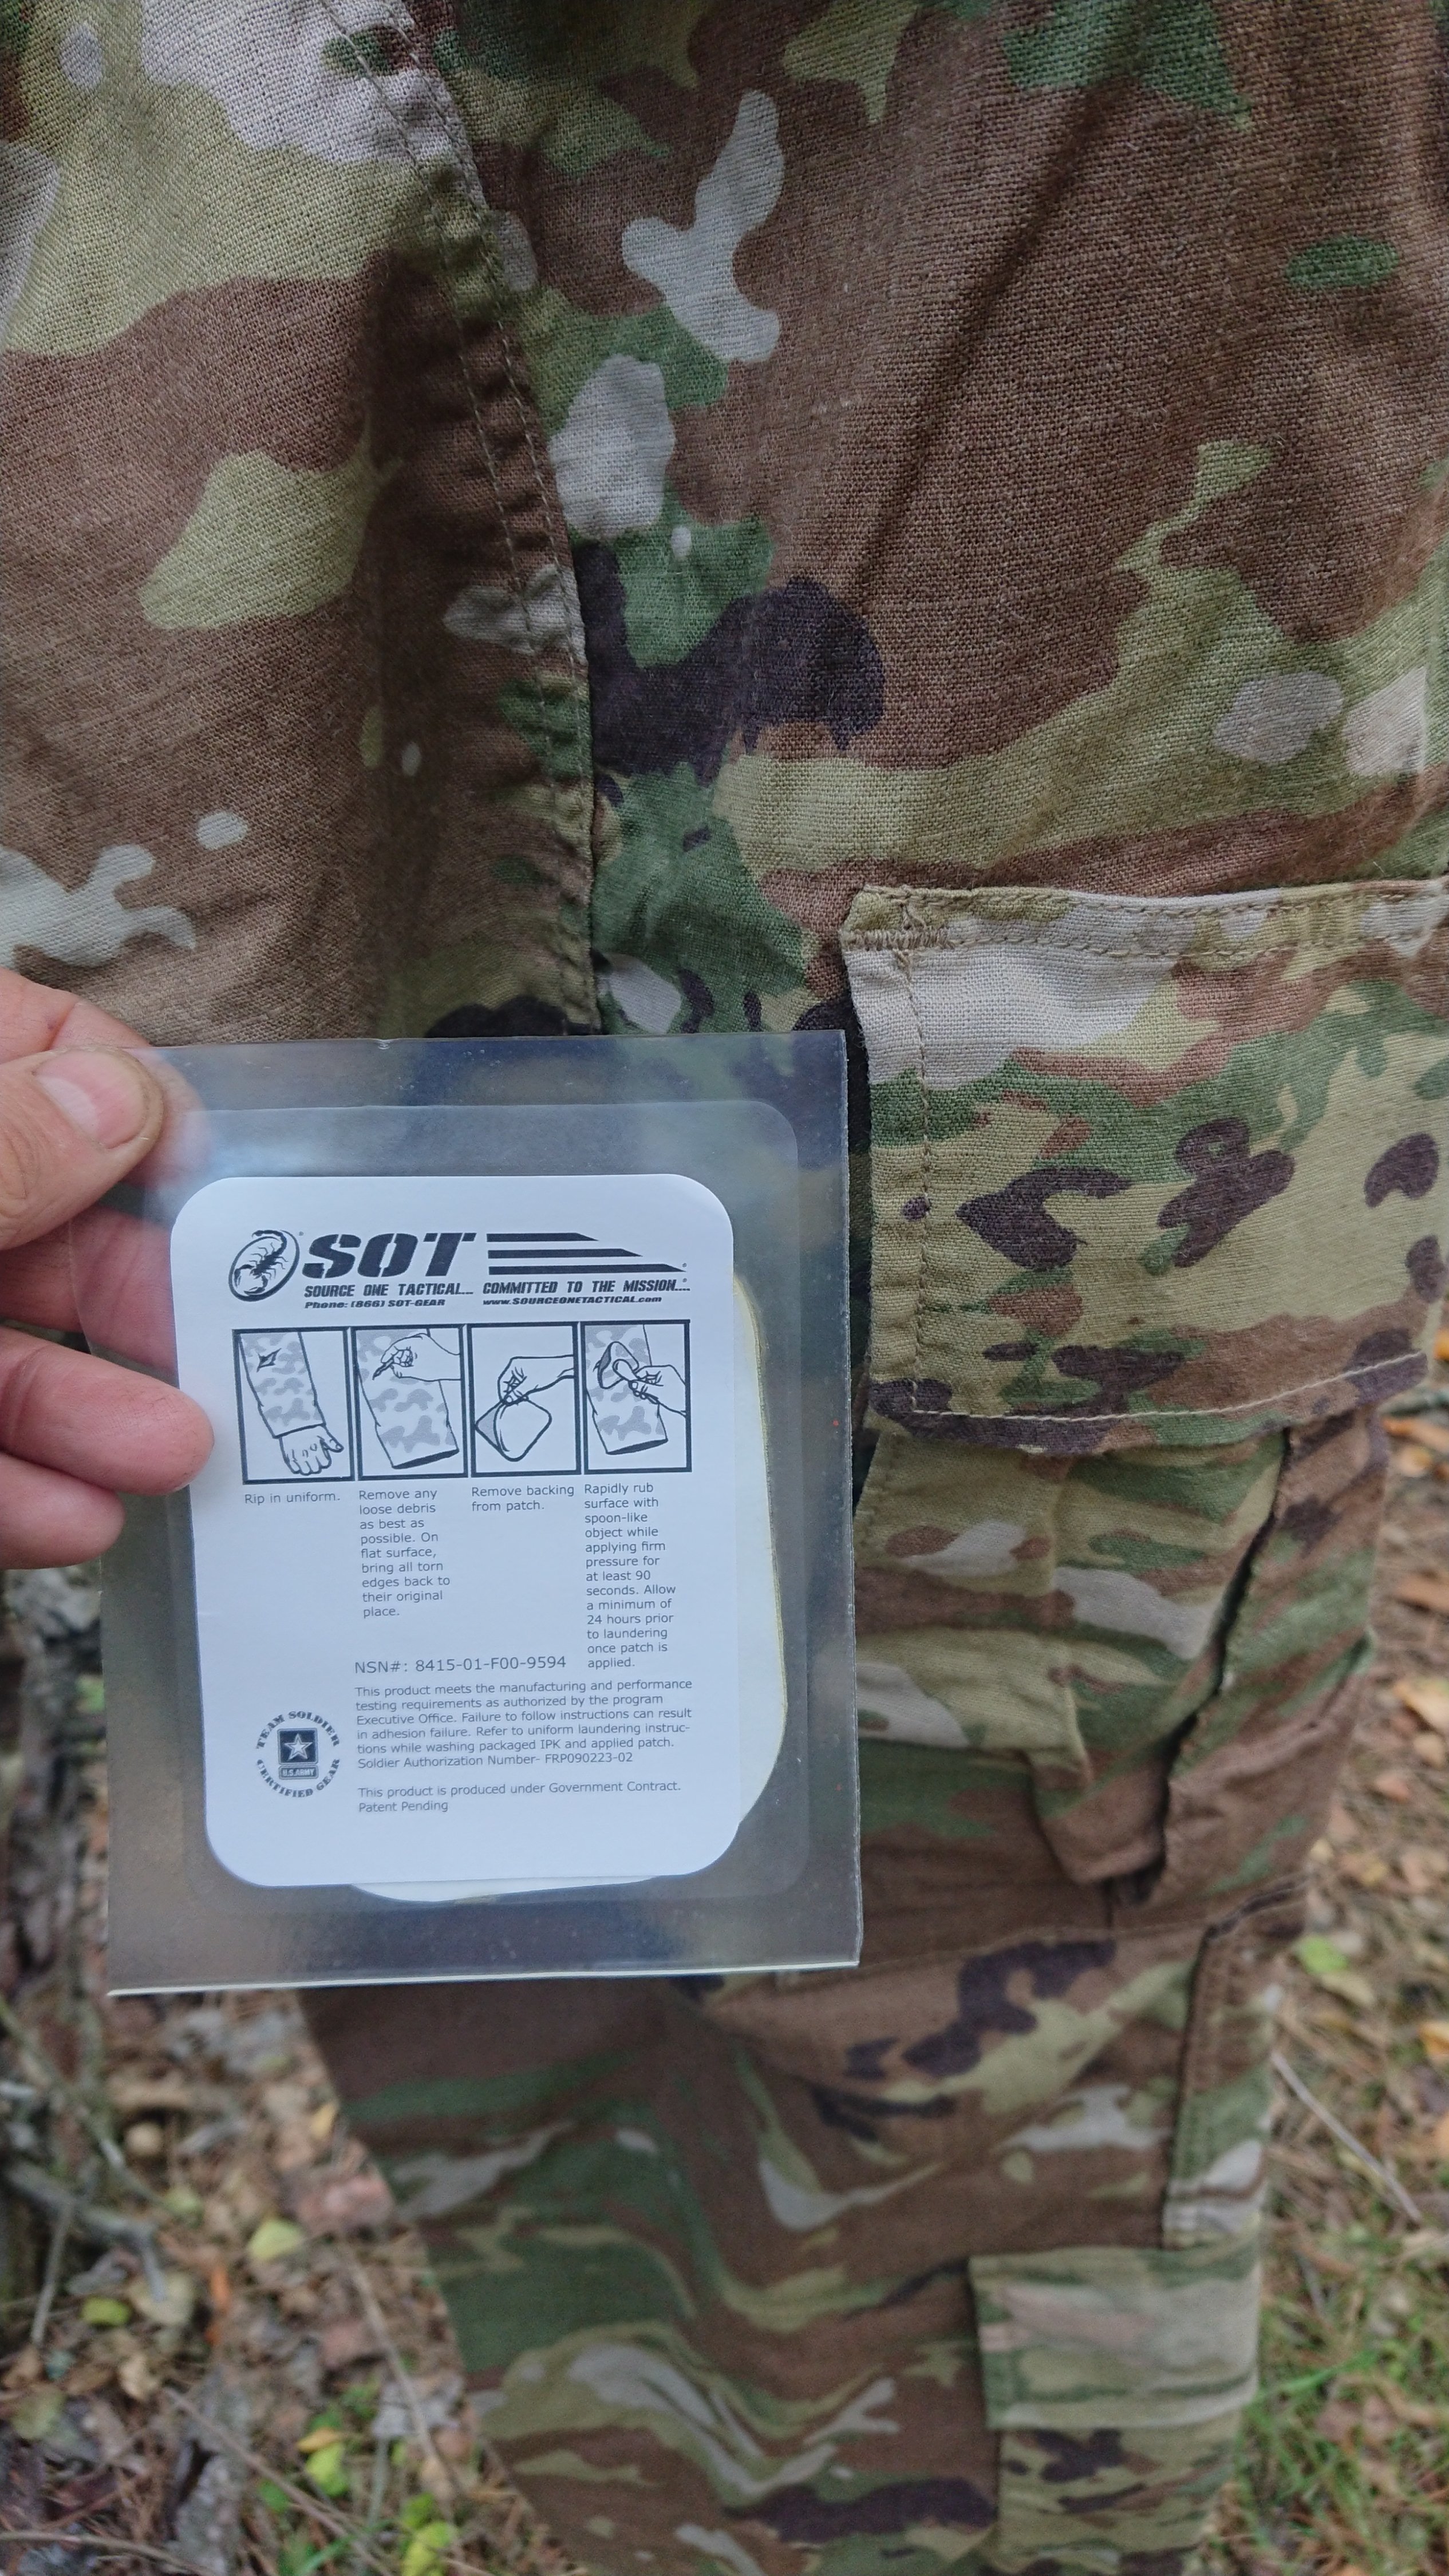 SOT
SOURCE ONE TACTICAL... COMMITTED TO THE MISSION...
Phone: (866) SOT-GEAR www.SOURCEONETACTICAL.com
Rip in uniform.
Remove any
loose debris
as best as
possible. On
flat surface,
bring all torn
edges back to
their original
place.
Remove backing
from patch.
Rapidly rub
surface with
spoon-like
object while
applying firm
pressure for
at least 90
seconds. Allow
a minimum of
24 hours prior
to laundering
once patch is
applied.
NSN#: 8415-01-F00-9594
This product meets the manufacturing and performance
testing requirements as authorized by the program
Executive Office. Failure to follow instructions can result
in adhesion failure. Refer to uniform laundering instruc-
tions while washing packaged IPK and applied patch.
Soldier Authorization Number- FRP090223-02
This product is produced under Government Contract.
Patent Pending
TEAM SOLDIER
U.S. ARMY
CERTIFIED GEAR